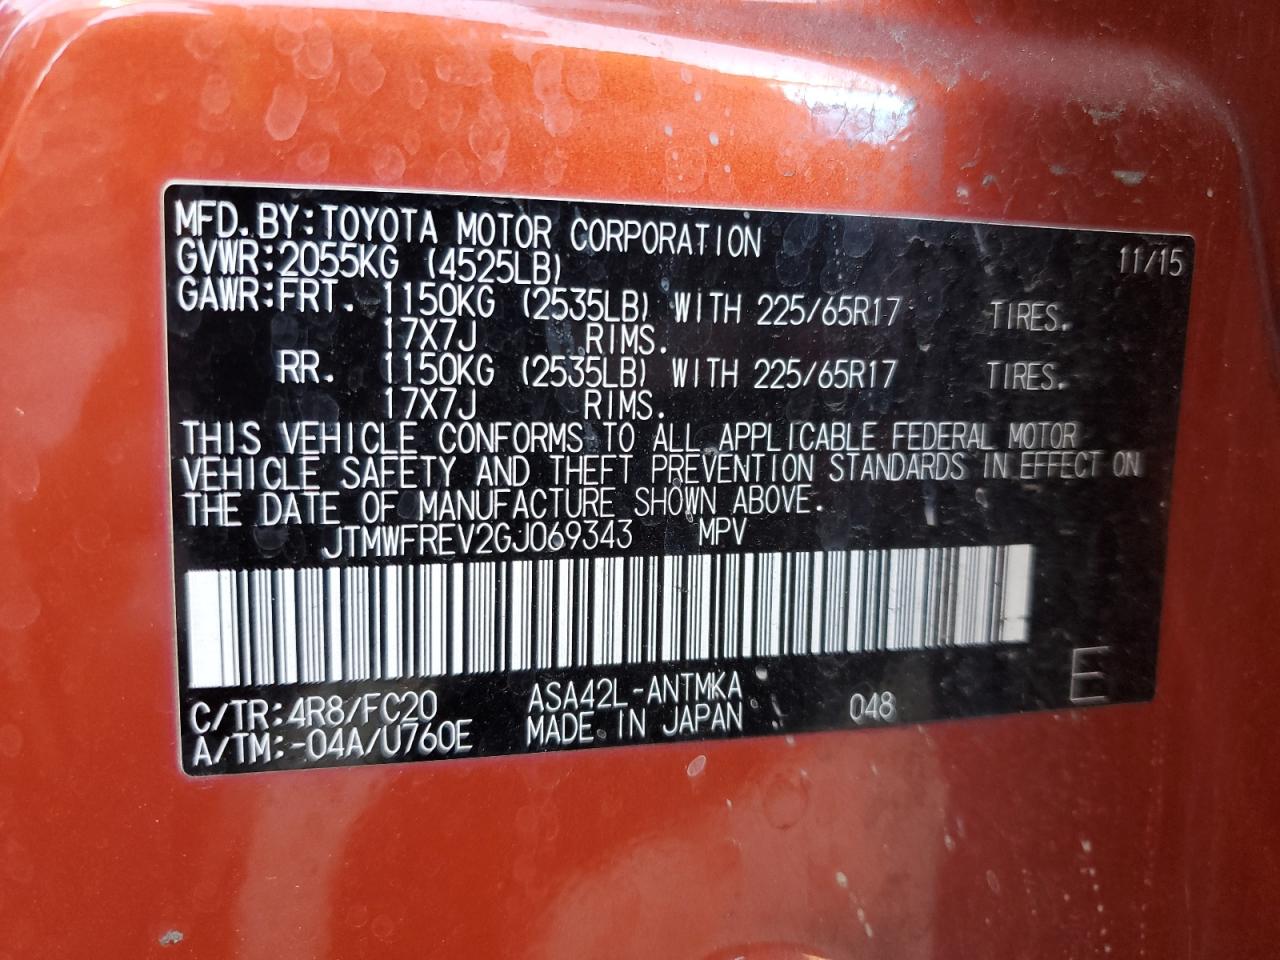 MFD.BY:TOYOTA MOTOR CORPORATION 11/15
GVWR:2055KG (4525LB)
GAWR:FRT. 1150KG (2535LB) WITH 225/65R17 TIRES.
17X7J RIMS.
RR. 1150KG (2535LB) WITH 225/65R17 TIRES.
17X7J RIMS.
THIS VEHICLE CONFORMS TO ALL APPLICABLE FEDERAL MOTOR
VEHICLE SAFETY AND THEFT PREVENTION STANDARDS IN EFFECT ON
THE DATE OF MANUFACTURE SHOWN ABOVE.
JTMWFREV2GJ069343 MPV
C/TR:4R8/FC20 ASA42L-ANTMKA 048 E
A/TM:-04A/U760E MADE IN JAPAN